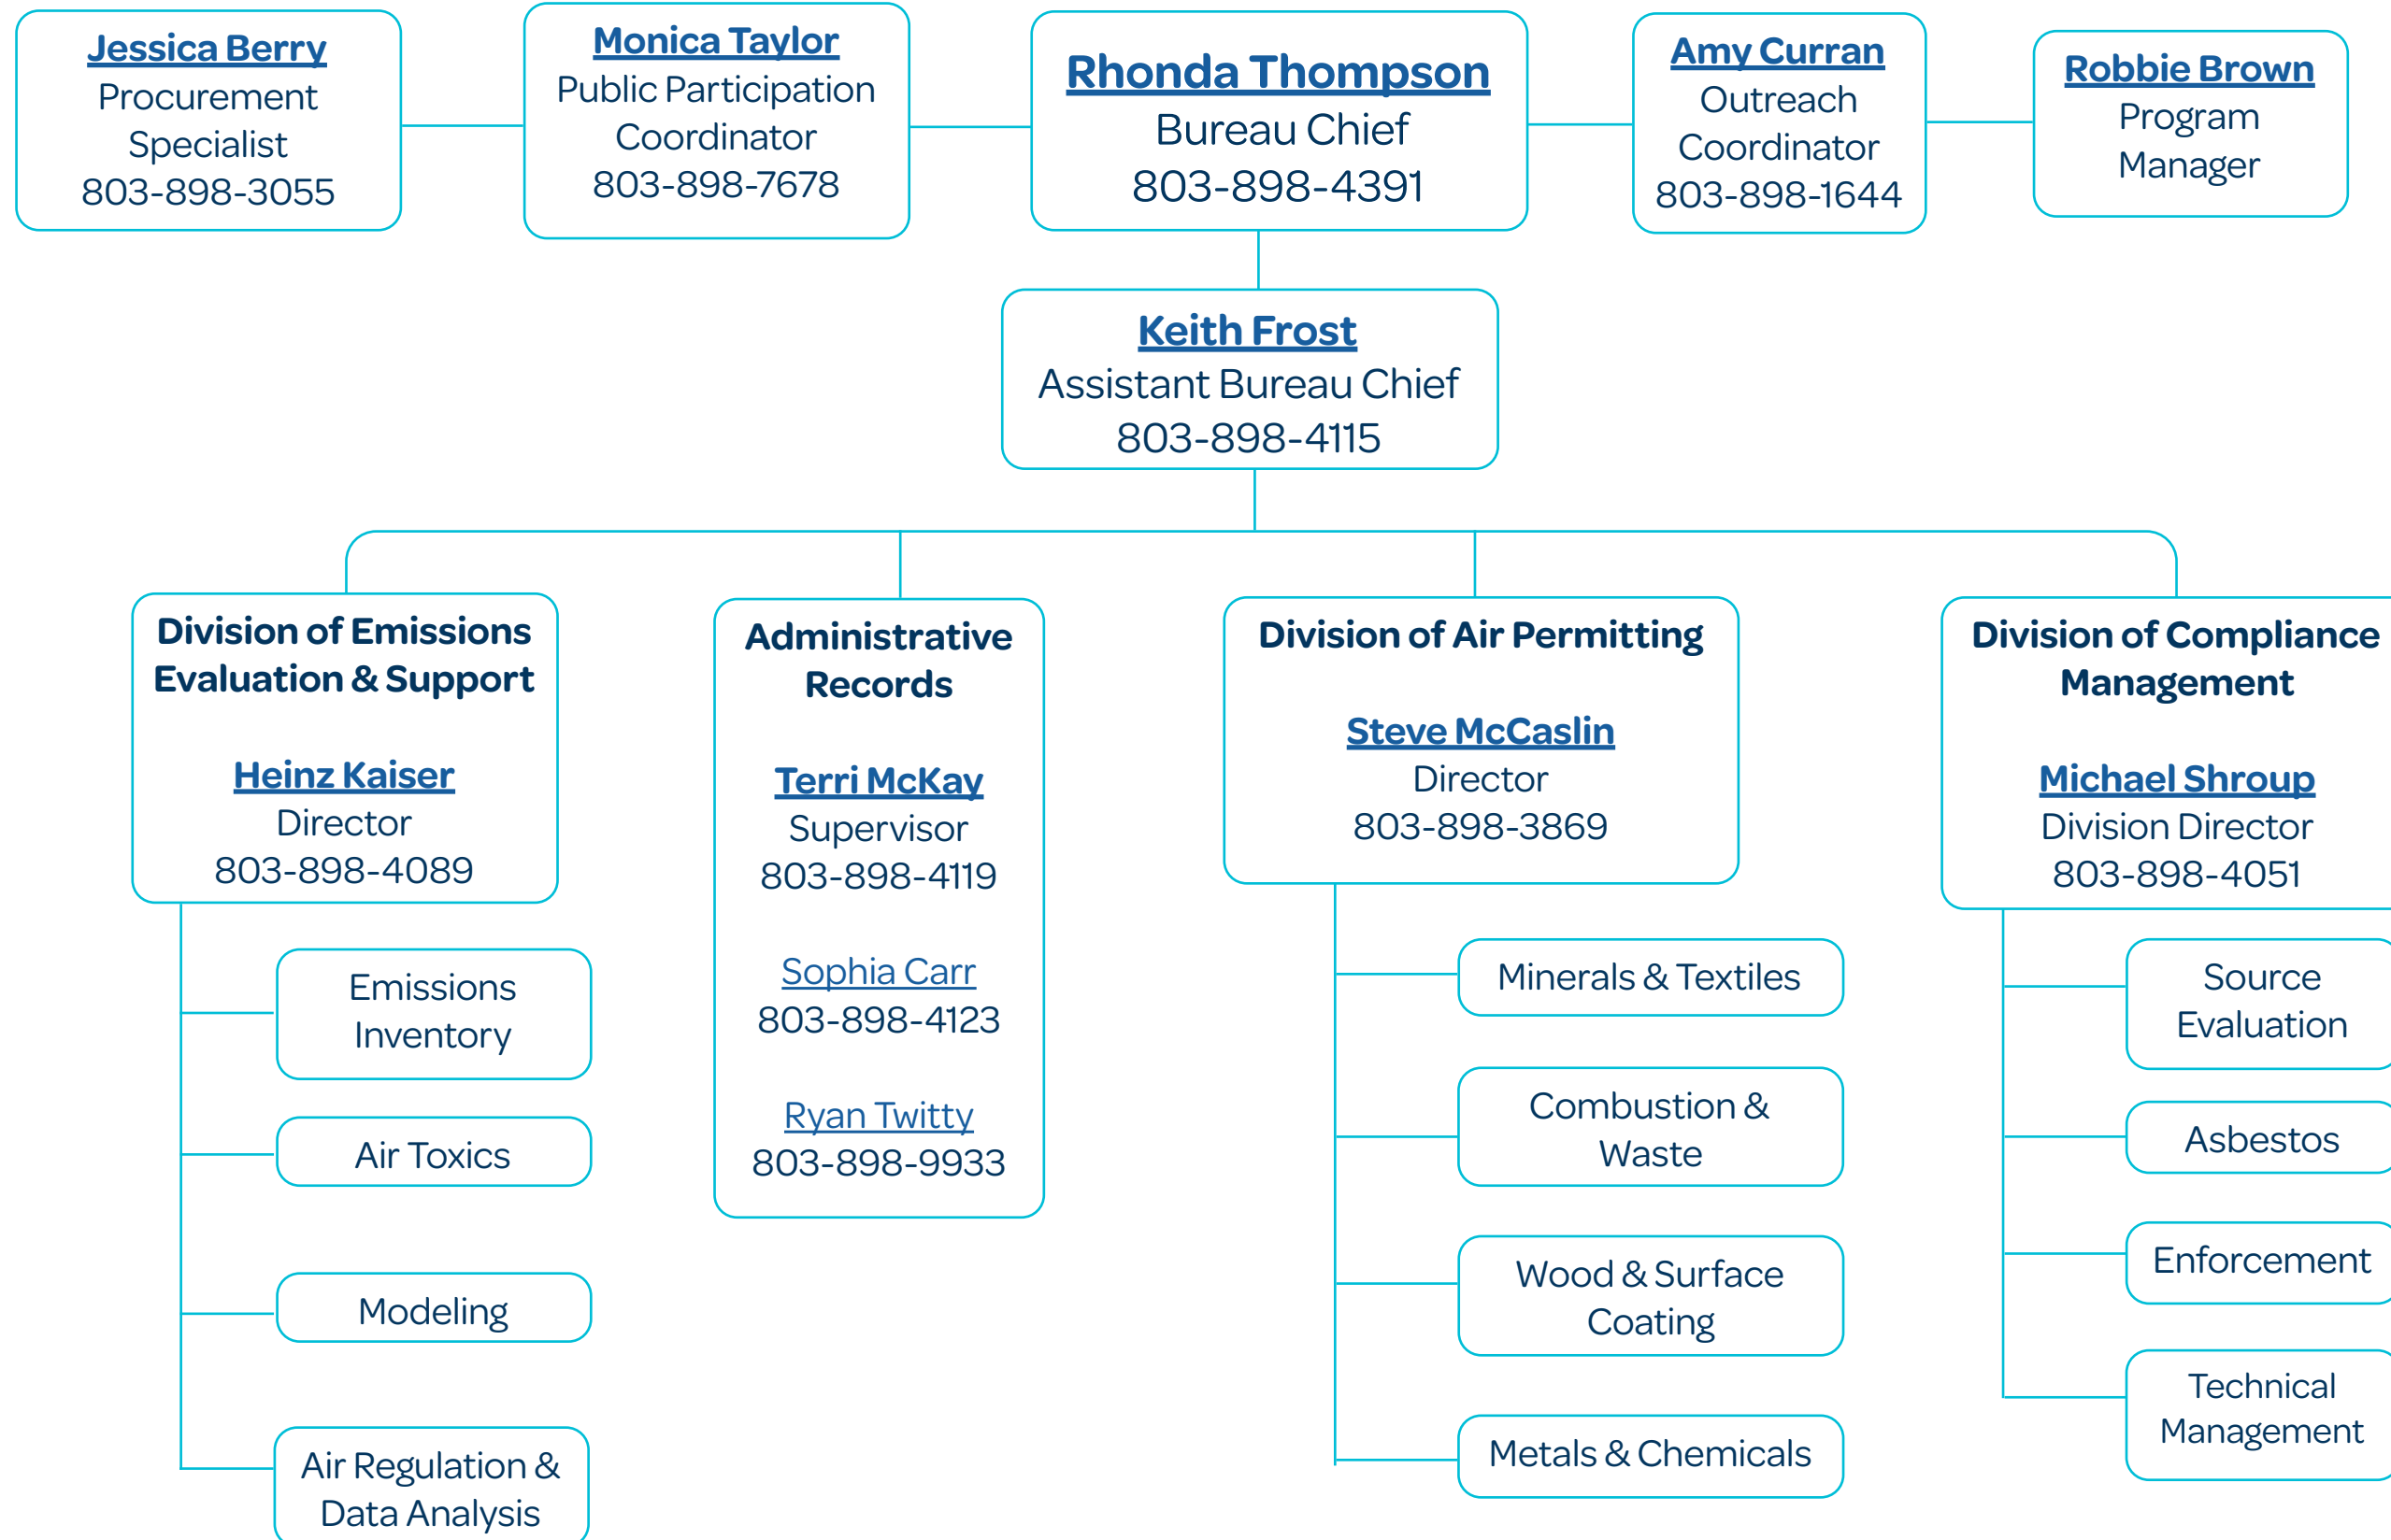 Jessica Berry
Procurement
Specialist
803-898-3055
Monica Taylor
Public Participation
Coordinator
803-898-7678
Rhonda Thompson
Bureau Chief
803-898-4391
Amy Curran
Outreach
Coordinator
803-898-1644
Robbie Brown
Program
Manager
Keith Frost
Assistant Bureau Chief
803-898-4115
Division of Emissions
Evaluation & Support
Heinz Kaiser
Director
803-898-4089
Emissions
Inventory
Air Toxics
Modeling
Air Regulation &
Data Analysis
Administrative
Records
Terri McKay
Supervisor
803-898-4119
Sophia Carr
803-898-4123
Ryan Twitty
803-898-9933
Division of Air Permitting
Steve McCaslin
Director
803-898-3869
Minerals & Textiles
Combustion &
Waste
Wood & Surface
Coating
Metals & Chemicals
Division of Compliance
Management
Michael Shroup
Division Director
803-898-4051
Source
Evaluation
Asbestos
Enforcement
Technical
Management